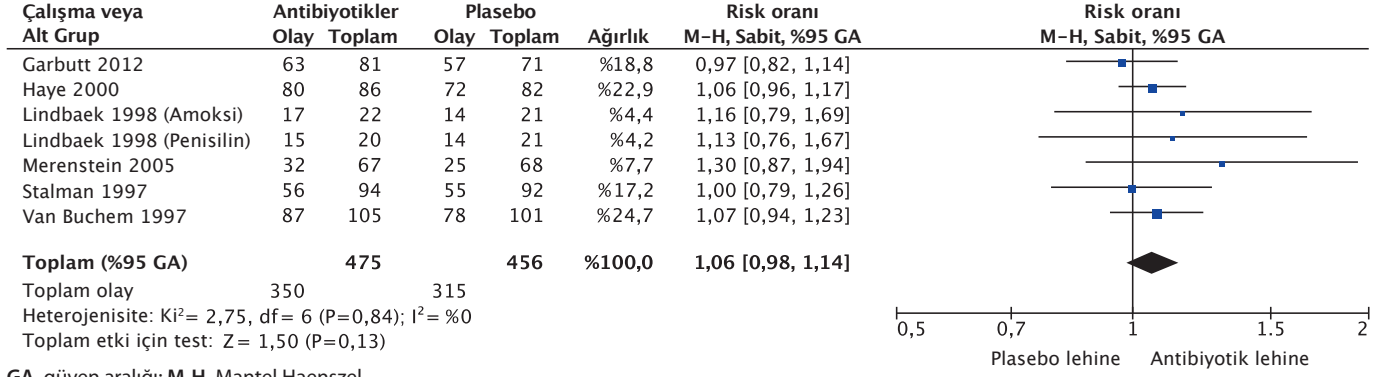 Çalışma veya Antibiyotikler Plasebo Risk oranı Risk oranı
Alt Grup Olay Toplam Olay Toplam Ağırlık M-H, Sabit, %95 GA M-H, Sabit, %95 GA
Garbutt 2012 63 81 57 71 %18,8 0,97 [0,82, 1,14]
Haye 2000 80 86 72 82 %22,9 1,06 [0,96, 1,17]
Lindbaek 1998 (Amoksi) 17 22 14 21 %4,4 1,16 [0,79, 1,69]
Lindbaek 1998 (Penisilin) 15 20 14 21 %4,2 1,13 [0,76, 1,67]
Merenstein 2005 32 67 25 68 %7,7 1,30 [0,87, 1,94]
Stalman 1997 56 94 55 92 %17,2 1,00 [0,79, 1,26]
Van Buchem 1997 87 105 78 101 %24,7 1,07 [0,94, 1,23]
Toplam (%95 GA) 475 456 %100,0 1,06 [0,98, 1,14]
Toplam olay 350 315
Heterojenisite: Ki²= 2,75, df= 6 (P=0,84); I²= %0
Toplam etki için test: Z= 1,50 (P=0,13)
0,5 0,7 1 1.5 2
Plasebo lehine Antibiyotik lehine
GA, güven aralığı; M-H, Mantel Haenszel